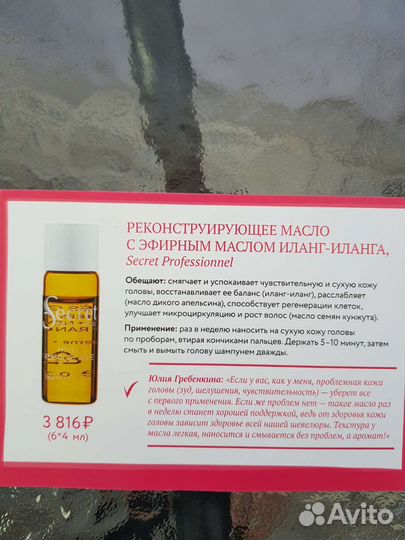 РЕКОНСТРУИРУЮЩЕЕ МАСЛО
С ЭФИРНЫМ МАСЛОМ ИЛАНГ-ИЛАНГА,
Secret Professionnel
Обещают: смягчает и успокаивает чувствительную и сухую кожу
головы, восстанавливает ее баланс (иланг-иланг), расслабляет
(масло дикого апельсина), способствует регенерации клеток,
улучшает микроциркуляцию и рост волос (масло семян кунжута).
Применение: раз в неделю наносить на сухую кожу головы
по проборам, втирая кончиками пальцев. Держать 5–10 минут, затем
смыть и вымыть голову шампунем дважды.
Юлия Гребенкина: «Если у вас, как у меня, проблемная кожа
головы (зуд, шелушения, чувствительность) — уберет все
с первого применения. Если же проблем нет — такое масло раз
в неделю станет хорошей поддержкой, ведь от здоровья кожи
головы зависит здоровье всей нашей шевелюры. Текстура у
масла легкая, наносится и смывается без проблем, а аромат!»
Secret
3 816₽
(6*4 мл)
Avito